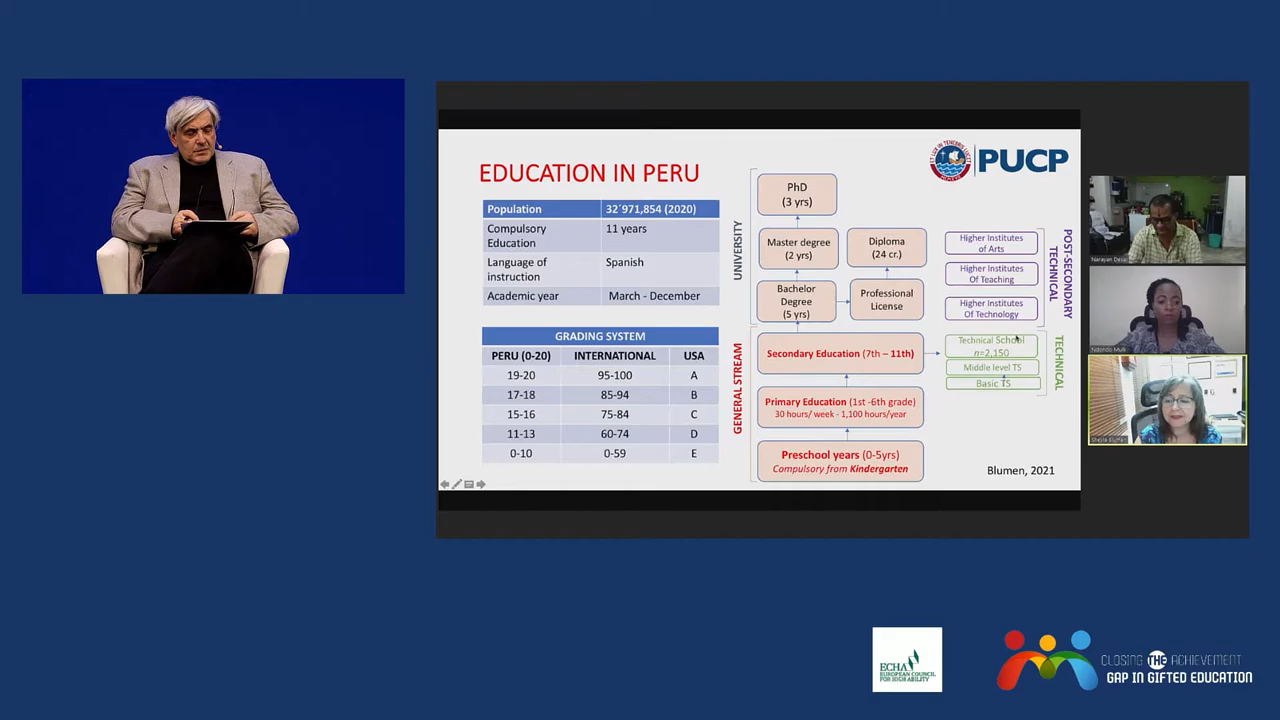 EDUCATION IN PERU
PUCP
Population 32´971,854 (2020)
Compulsory 11 years
Education
Language of Spanish
instruction
Academic year March - December
GRADING SYSTEM
PERU (0-20) INTERNATIONAL USA
19-20 95-100 A
17-18 85-94 B
15-16 75-84 C
11-13 60-74 D
0-10 0-59 E
UNIVERSITY
PhD
(3 yrs)
Master degree
(2 yrs)
Diploma
(24 cr.)
Bachelor
Degree
(5 yrs)
Professional
License
GENERAL STREAM
Secondary Education (7th – 11th)
Primary Education (1st -6th grade)
30 hours/ week - 1,100 hours/year
Preschool years (0-5yrs)
Compulsory from Kindergarten
Higher Institutes
of Arts
Higher Institutes
Of Teaching
Higher Institutes
Of Technology
POST-SECONDARY
TECHNICAL
Technical School
n=2,150
Middle level TS
Basic TS
TECHNICAL
Blumen, 2021
Narayan Desai
ECHA
EUROPEAN COUNCIL
FOR HIGH ABILITY
CLOSING THE ACHIEVEMENT
GAP IN GIFTED EDUCATION